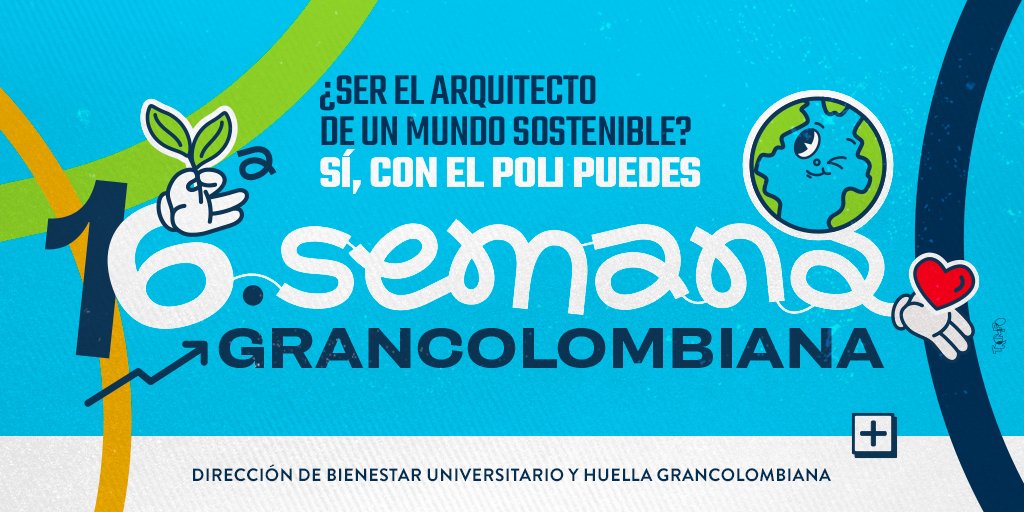 ¿SER EL ARQUITECTO
DE UN MUNDO SOSTENIBLE?
SÍ, CON EL POLI PUEDES
16.ª semana
GRANCOLOMBIANA
DIRECCIÓN DE BIENESTAR UNIVERSITARIO Y HUELLA GRANCOLOMBIANA